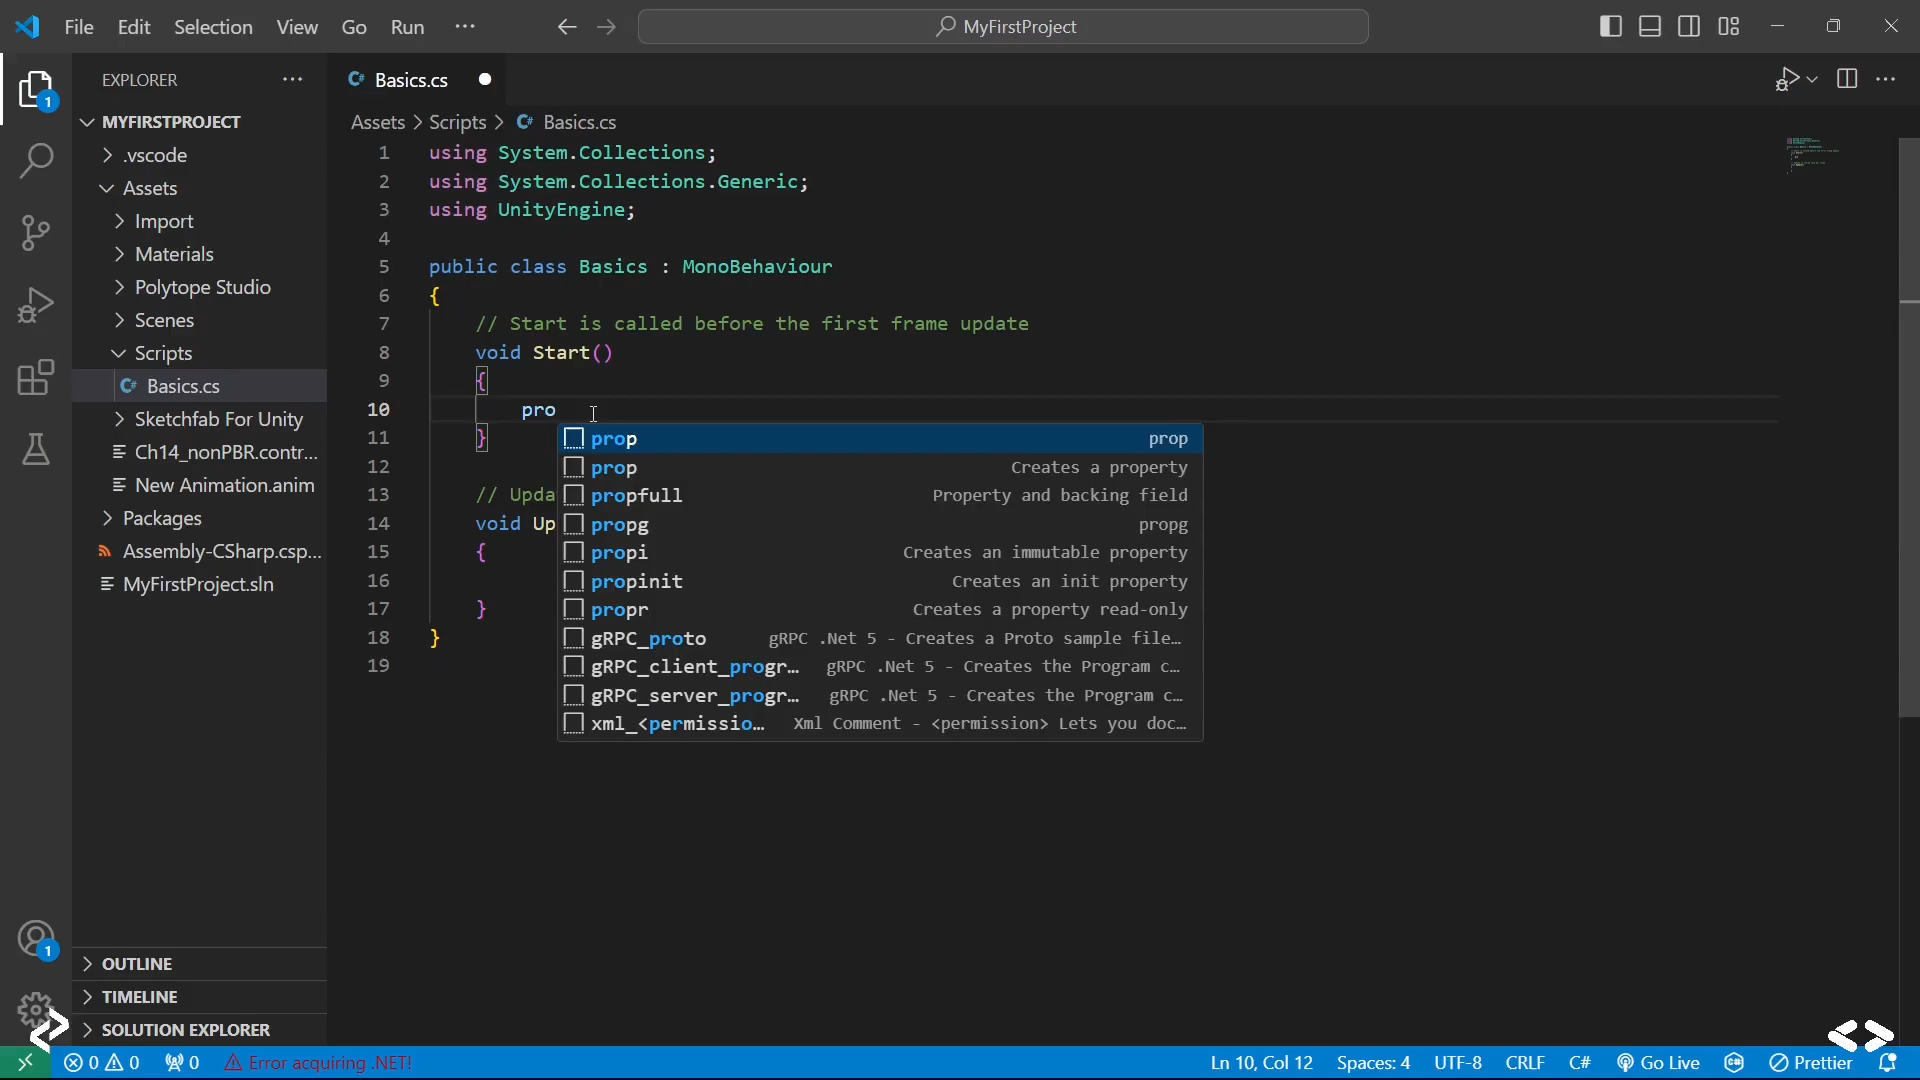 File Edit Selection View Go Run ··· MyFirstProject
EXPLORER ···
MYFIRSTPROJECT
.vscode
Assets
Import
Materials
Polytope Studio
Scenes
Scripts
C# Basics.cs
Sketchfab For Unity
Ch14_nonPBR.contr...
New Animation.anim
Packages
Assembly-CSharp.csp...
MyFirstProject.sln
OUTLINE
TIMELINE
SOLUTION EXPLORER
1
1
C# Basics.cs
Assets > Scripts > C# Basics.cs
1 using System.Collections;
2 using System.Collections.Generic;
3 using UnityEngine;
4
5 public class Basics : MonoBehaviour
6 {
7 // Start is called before the first frame update
8 void Start()
9 {
10 pro
11 }
12
13 // Upda
14 void Up
15 {
16
17 }
18 }
19
prop prop
prop Creates a property
propfull Property and backing field
propg propg
propi Creates an immutable property
propinit Creates an init property
propr Creates a property read-only
gRPC_proto gRPC .Net 5 - Creates a Proto sample file…
gRPC_client_progr… gRPC .Net 5 - Creates the Program c…
gRPC_server_progr… gRPC .Net 5 - Creates the Program c…
xml_<permissio… Xml Comment - <permission> Lets you doc…
0 0 0 Error acquiring .NET! Ln 10, Col 12 Spaces: 4 UTF-8 CRLF C# Go Live Prettier